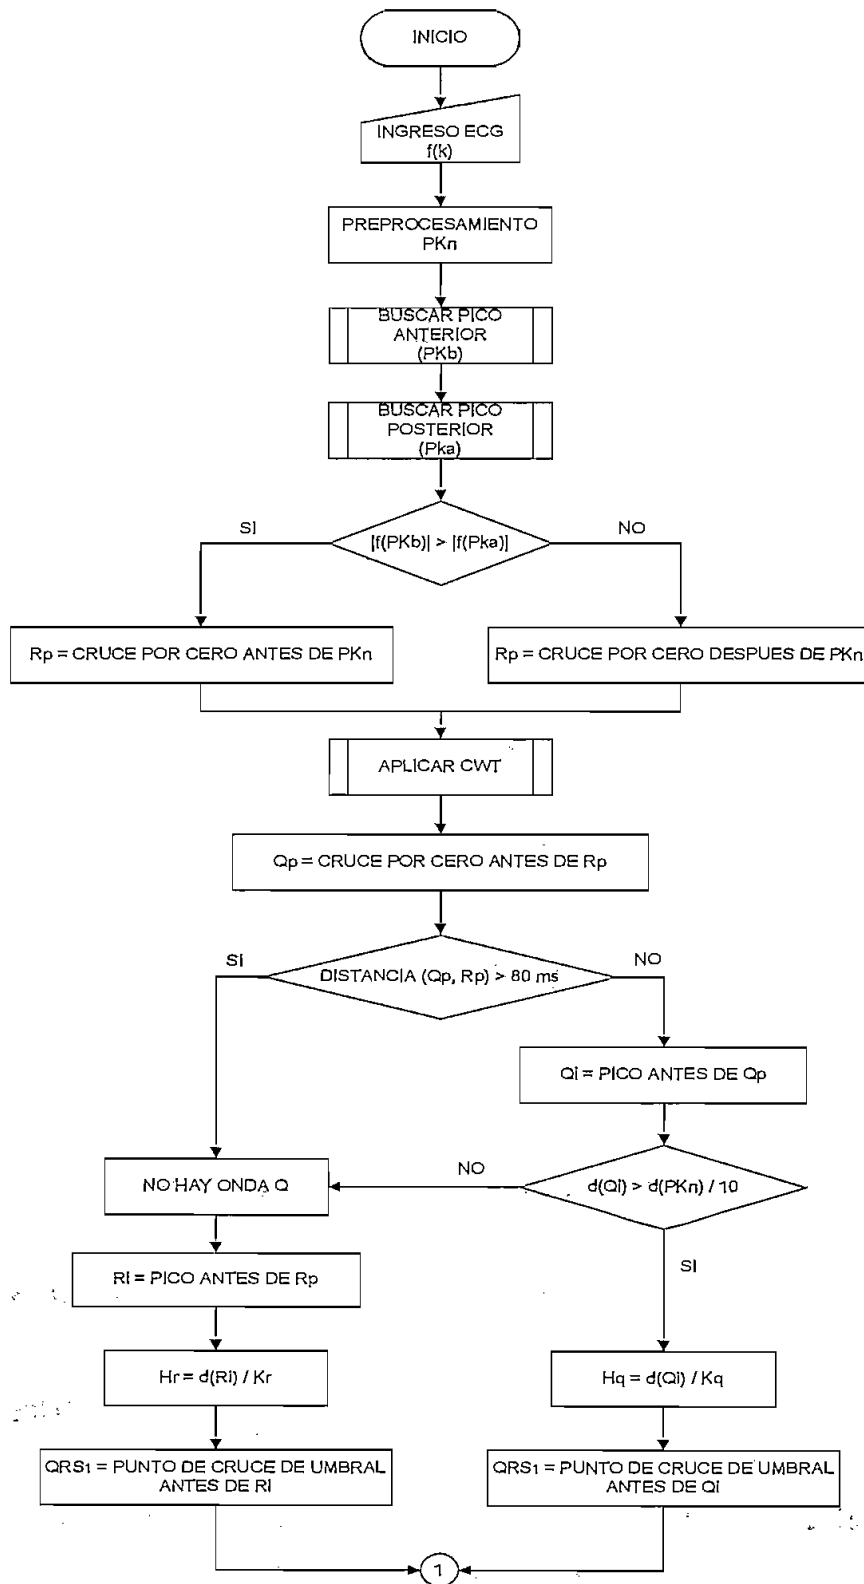 INICIO
INGRESO ECG
f(k)
PREPROCESAMIENTO
PKn
BUSCAR PICO
ANTERIOR
(PKb)
BUSCAR PICO
POSTERIOR
(Pka)
SI
|f(PKb)| > |f(Pka)|
NO
Rp = CRUCE POR CERO ANTES DE PKn
Rp = CRUCE POR CERO DESPUES DE PKn
APLICAR CWT
Qp = CRUCE POR CERO ANTES DE Rp
SI
DISTANCIA (Qp, Rp) > 80 ms
NO
Qi = PICO ANTES DE Qp
NO HAY ONDA Q
NO
d(Qi) > d(PKn) / 10
SI
Ri = PICO ANTES DE Rp
Hr = d(Ri) / Kr
Hq = d(Qi) / Kq
QRS1 = PUNTO DE CRUCE DE UMBRAL
ANTES DE Ri
QRS1 = PUNTO DE CRUCE DE UMBRAL
ANTES DE Qi
1